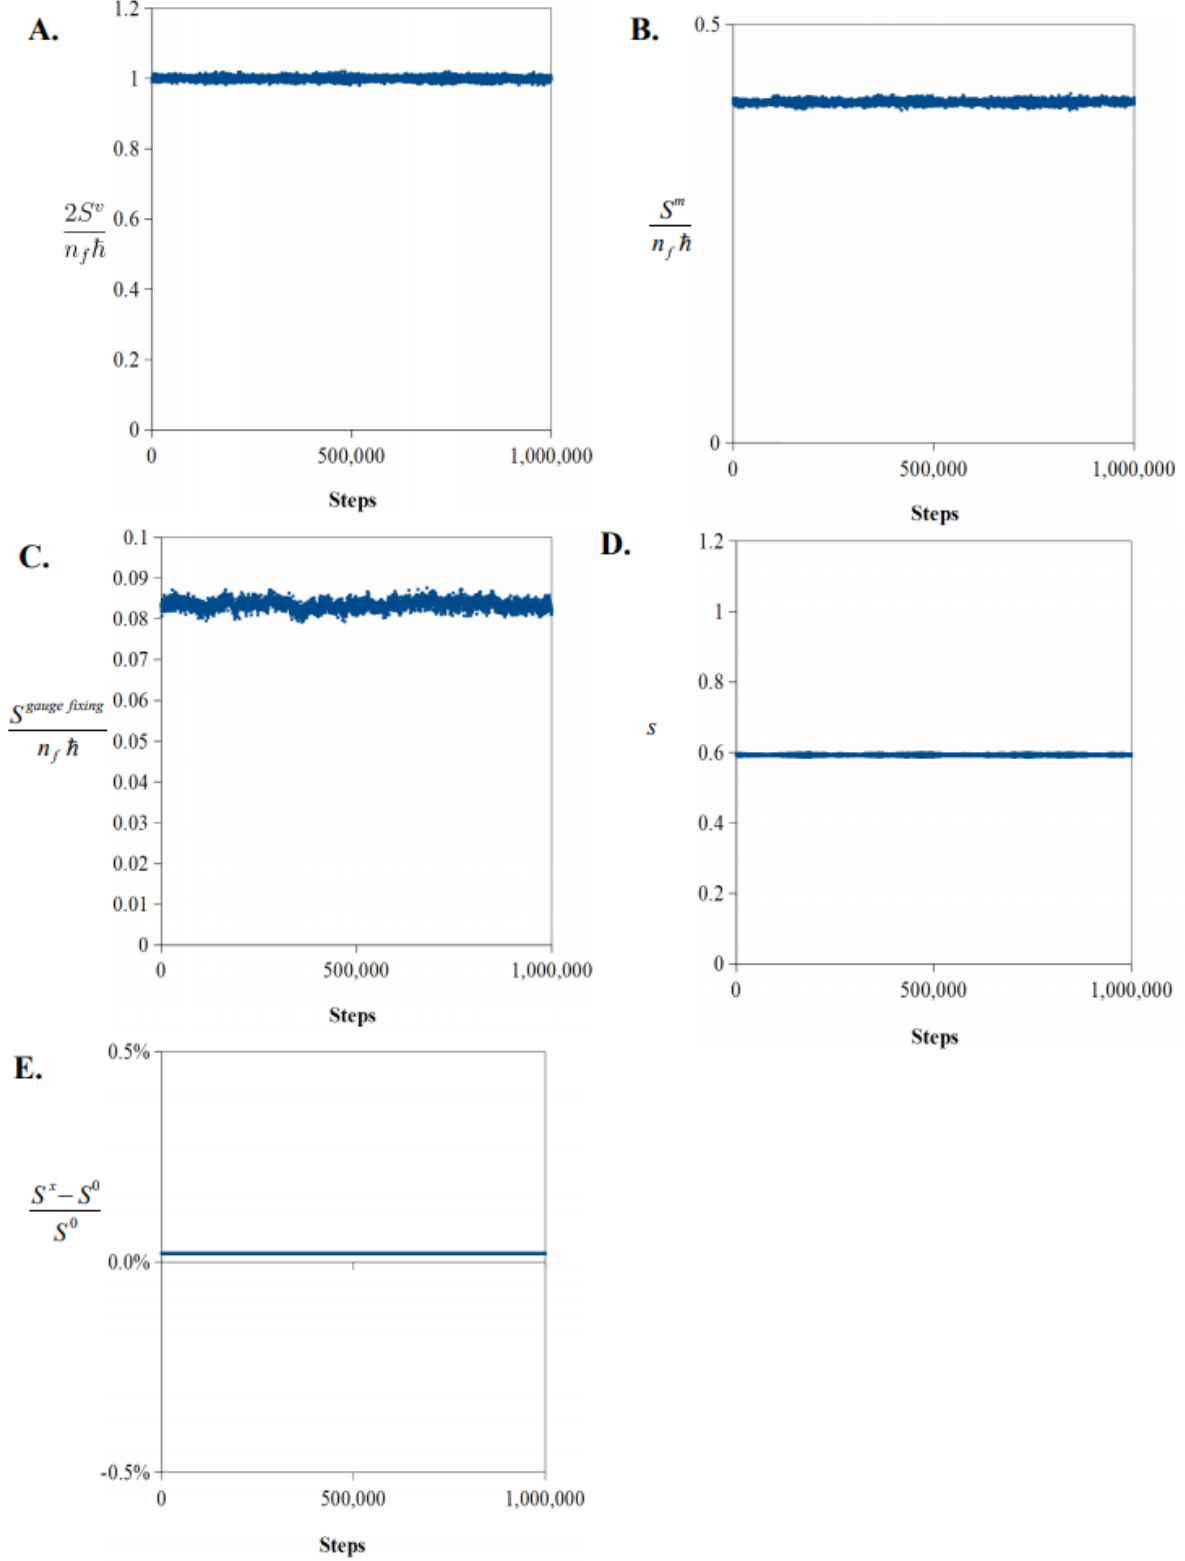 A.
1.2
1
0.8
0.6
0.4
0.2
0
2S^v
n_f ħ
0
500,000
1,000,000
Steps
B.
0.5
0
S^m
n_f ħ
0
500,000
1,000,000
Steps
C.
0.1
0.09
0.08
0.07
0.06
0.05
0.04
0.03
0.02
0.01
0
S^gauge fixing
n_f ħ
0
500,000
1,000,000
Steps
D.
1.2
1
0.8
0.6
0.4
0.2
0
s
0
500,000
1,000,000
Steps
E.
0.5%
0.0%
-0.5%
S^x – S^0
S^0
0
500,000
1,000,000
Steps